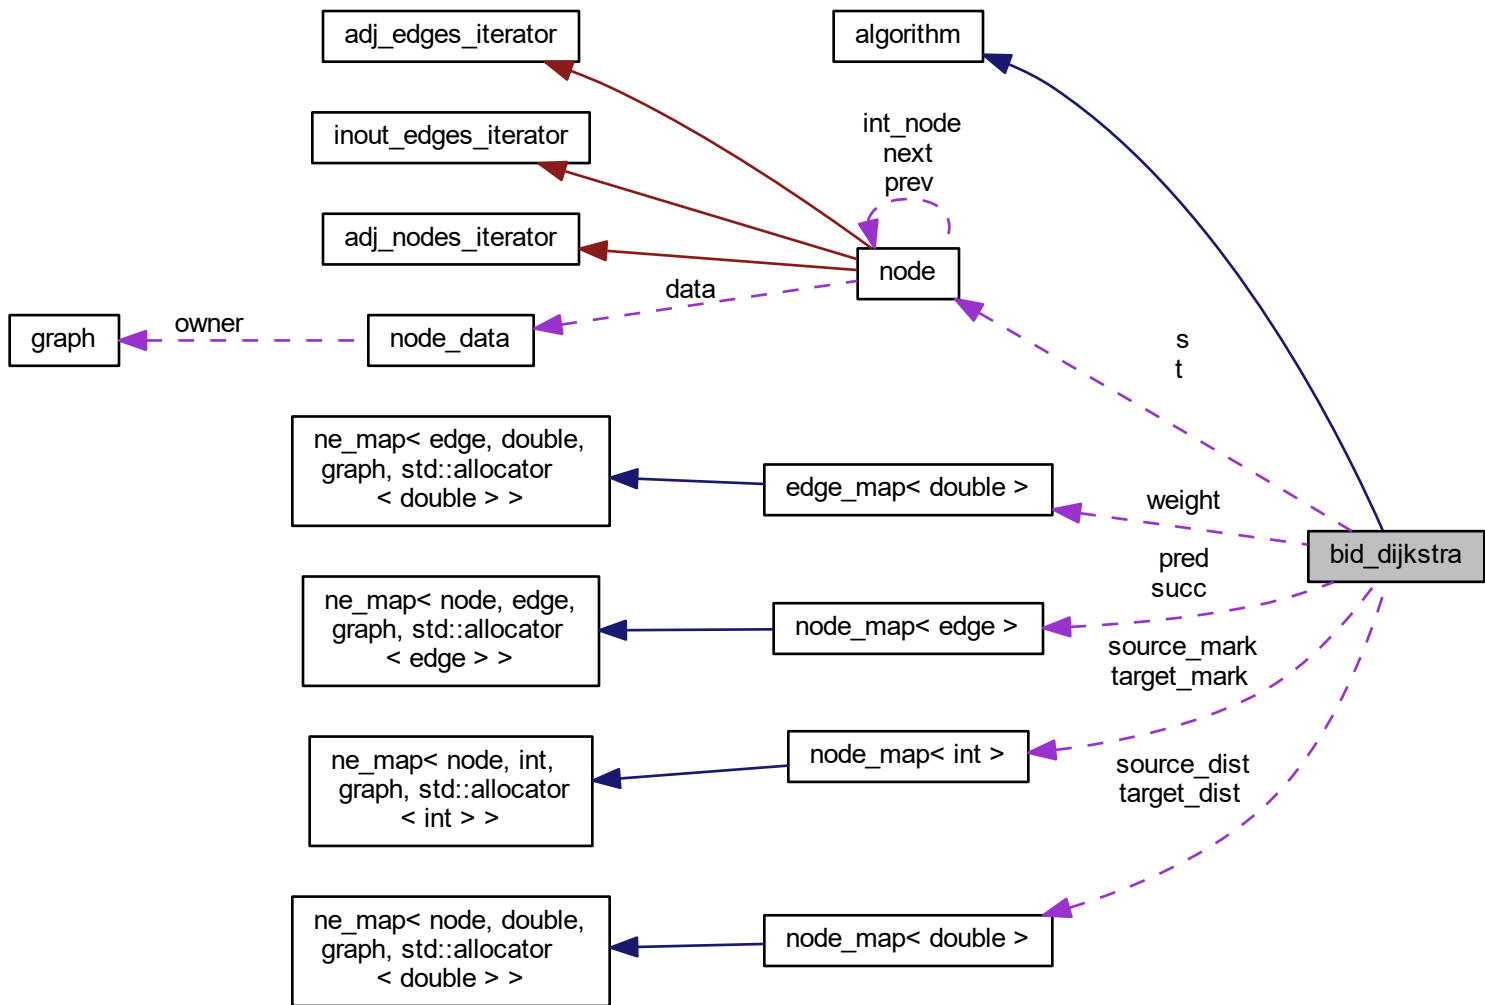 adj_edges_iterator
algorithm
inout_edges_iterator
int_node
next
prev
adj_nodes_iterator
node
data
graph
owner
node_data
s
t
ne_map< edge, double,
graph, std::allocator
< double > >
edge_map< double >
weight
bid_dijkstra
pred
succ
ne_map< node, edge,
graph, std::allocator
< edge > >
node_map< edge >
source_mark
target_mark
ne_map< node, int,
graph, std::allocator
< int > >
node_map< int >
source_dist
target_dist
ne_map< node, double,
graph, std::allocator
< double > >
node_map< double >